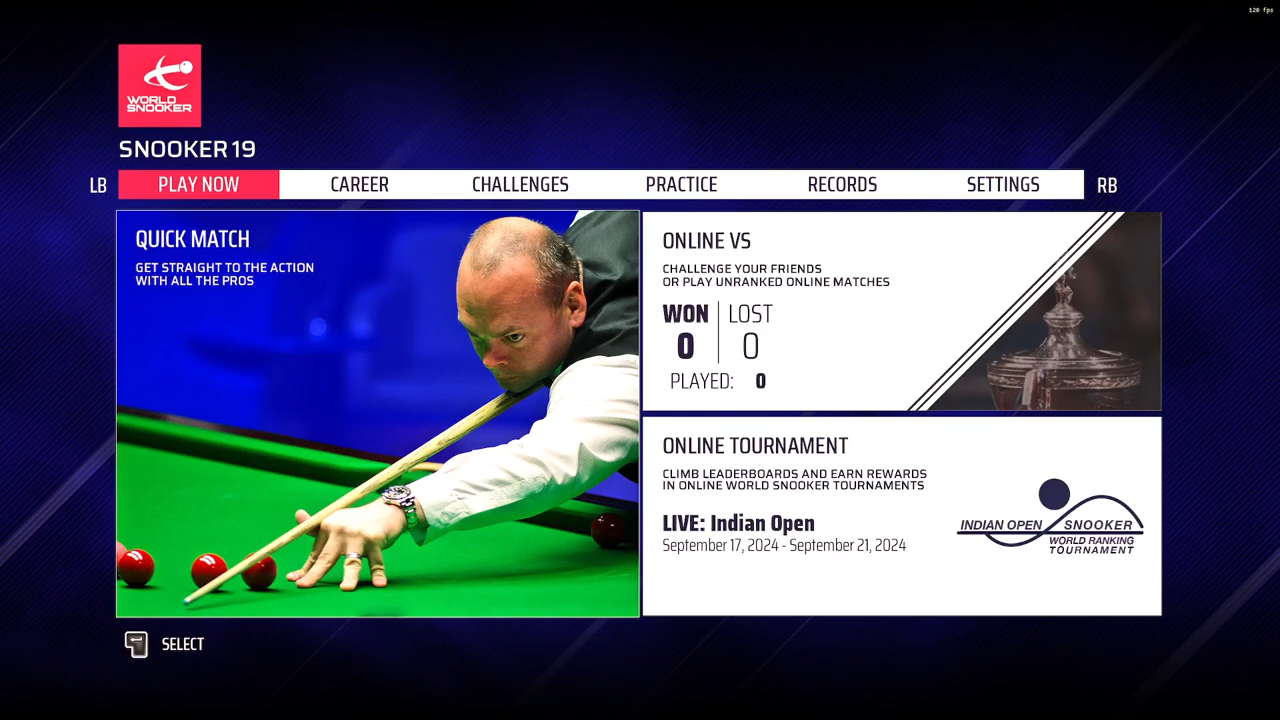 120 fps
WORLD
SNOOKER
SNOOKER 19
LB
PLAY NOW
CAREER
CHALLENGES
PRACTICE
RECORDS
SETTINGS
RB
QUICK MATCH
GET STRAIGHT TO THE ACTION
WITH ALL THE PROS
ONLINE VS
CHALLENGE YOUR FRIENDS
OR PLAY UNRANKED ONLINE MATCHES
WON LOST
0 0
PLAYED: 0
ONLINE TOURNAMENT
CLIMB LEADERBOARDS AND EARN REWARDS
IN ONLINE WORLD SNOOKER TOURNAMENTS
LIVE: Indian Open
September 17, 2024 - September 21, 2024
INDIAN OPEN SNOOKER
WORLD RANKING
TOURNAMENT
SELECT